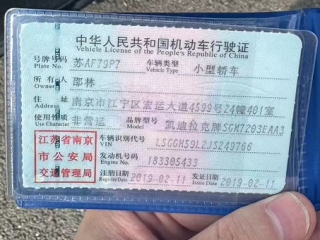 中华人民共和国机动车行驶证
Vehicle License of the People's Republic of China
号牌号码 苏AF79P7 车辆类型 小型轿车
Plate No. Vehicle Type
所有人 邵林
Owner
住址 南京市江宁区宏运大道4599号24幢401室
Address
使用性质 非营运 品牌型号 凯迪拉克牌SGM7203EAA3
Use Character Model
江苏省南京
市公安局
交通管理局
车辆识别代号 LSGGH59L2JS249766
VIN
发动机号码 183305433
Engine No.
注册日期 2019-02-11 发证日期 2019-02-11
Register Date Issue Date